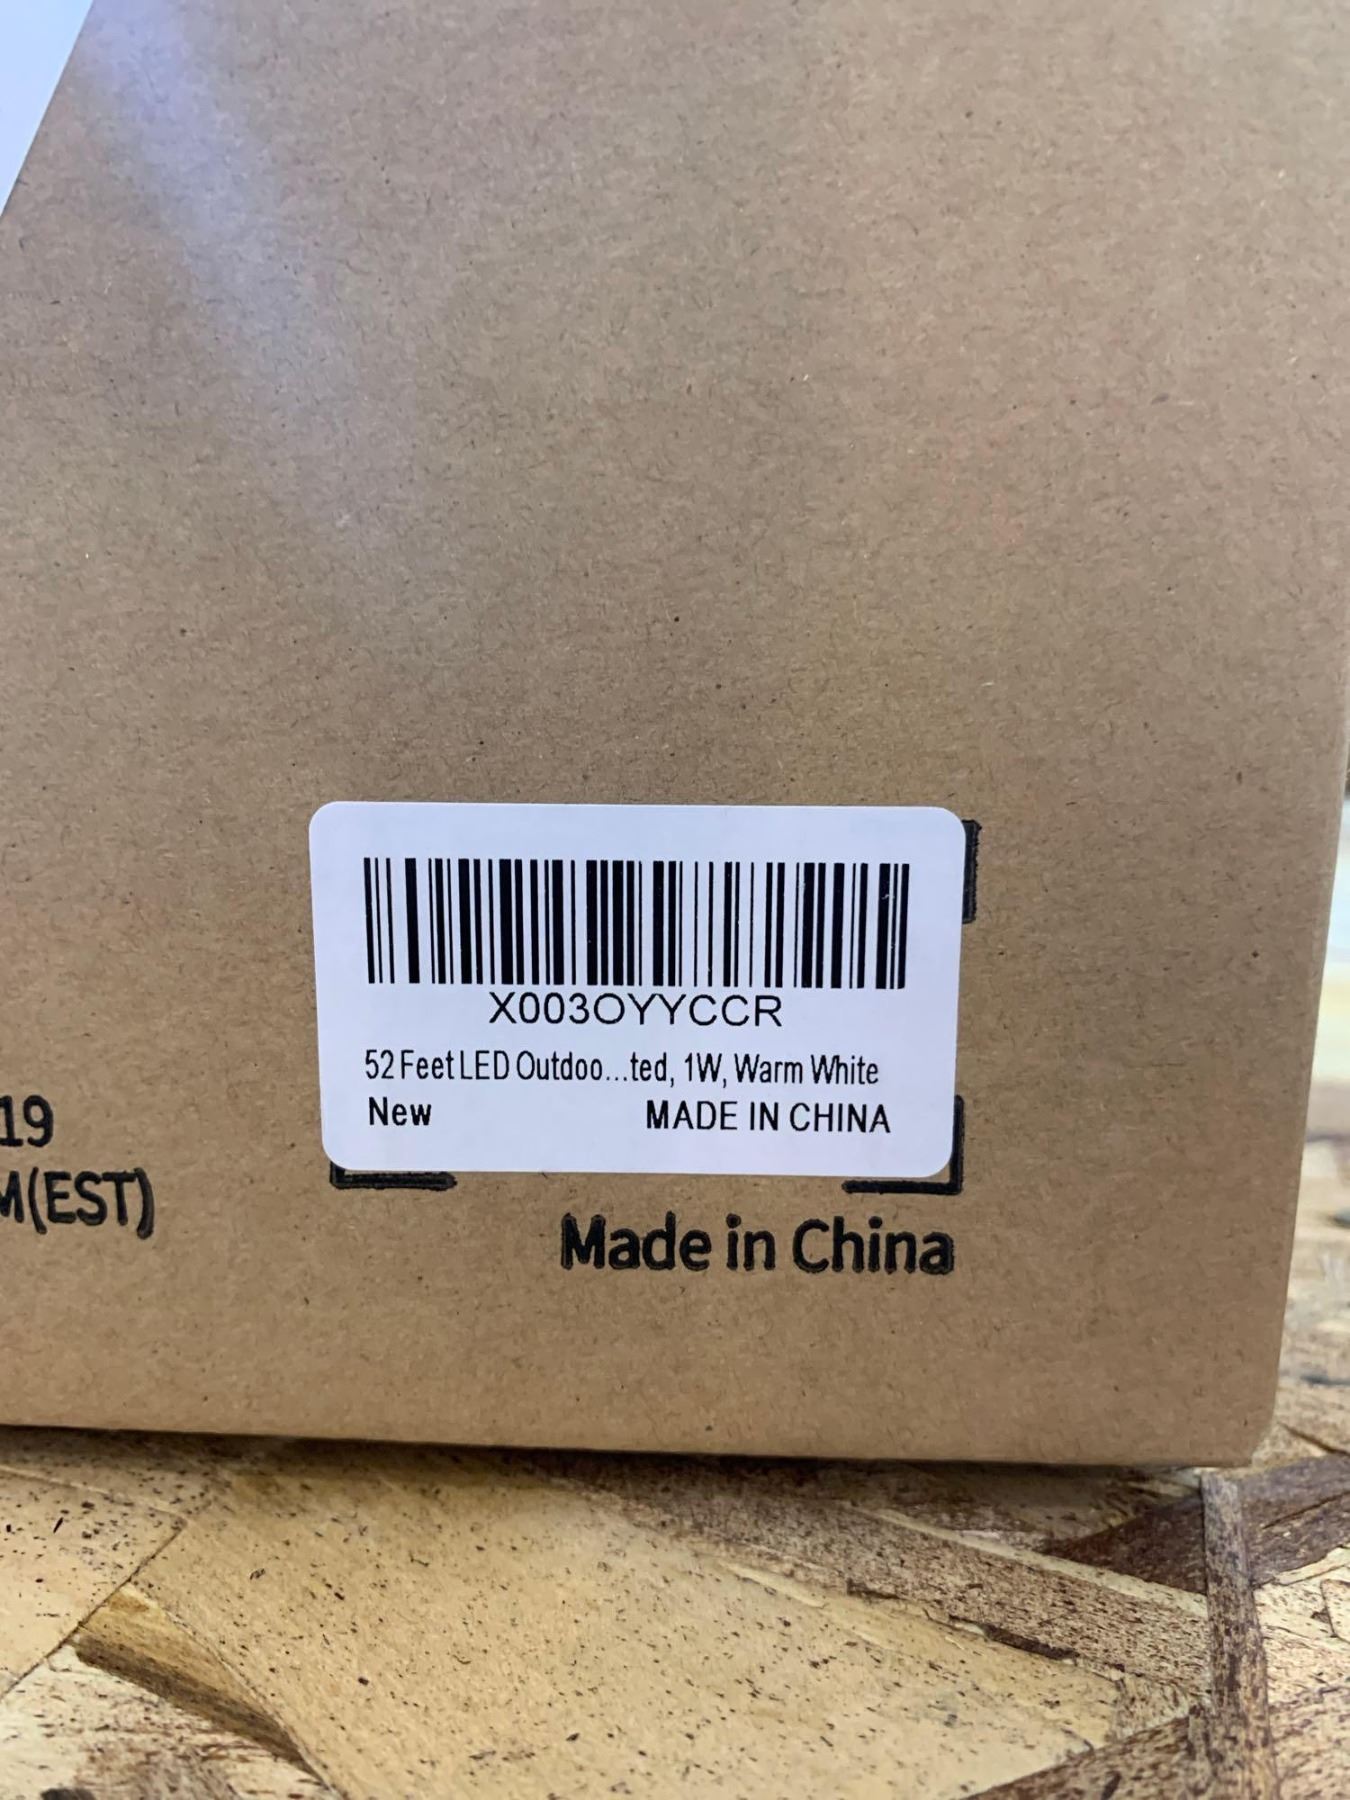 X003OYYCCR
52 Feet LED Outdoo...ted, 1W, Warm White
New MADE IN CHINA
19
M(EST)
Made in China